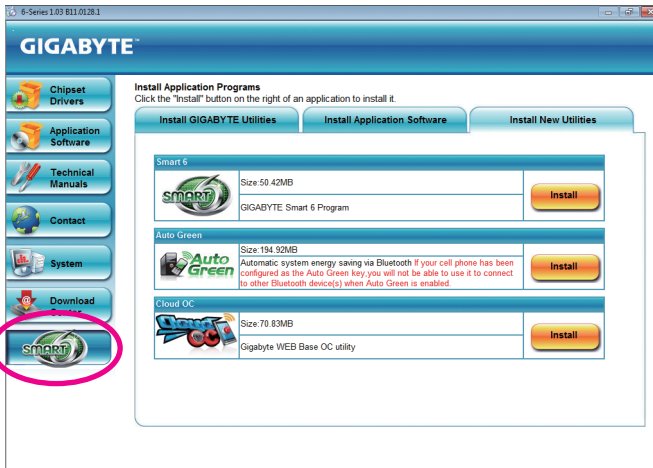 6-Series 1.03 B11.0128.1
GIGABYTE™
Chipset
Drivers
Application
Software
Technical
Manuals
Contact
System
Download
Center
SMART6
Install Application Programs
Click the "Install" button on the right of an application to install it.
Install GIGABYTE Utilities
Install Application Software
Install New Utilities
Smart 6
SMART6
Size:50.42MB
GIGABYTE Smart 6 Program
Install
Auto Green
Auto
Green
Size:194.92MB
Automatic system energy saving via Bluetooth If your cell phone has been
configured as the Auto Green key,you will not be able to use it to connect
to other Bluetooth device(s) when Auto Green is enabled.
Install
Cloud OC
Cloud
OC
Size:70.83MB
Gigabyte WEB Base OC utility
Install